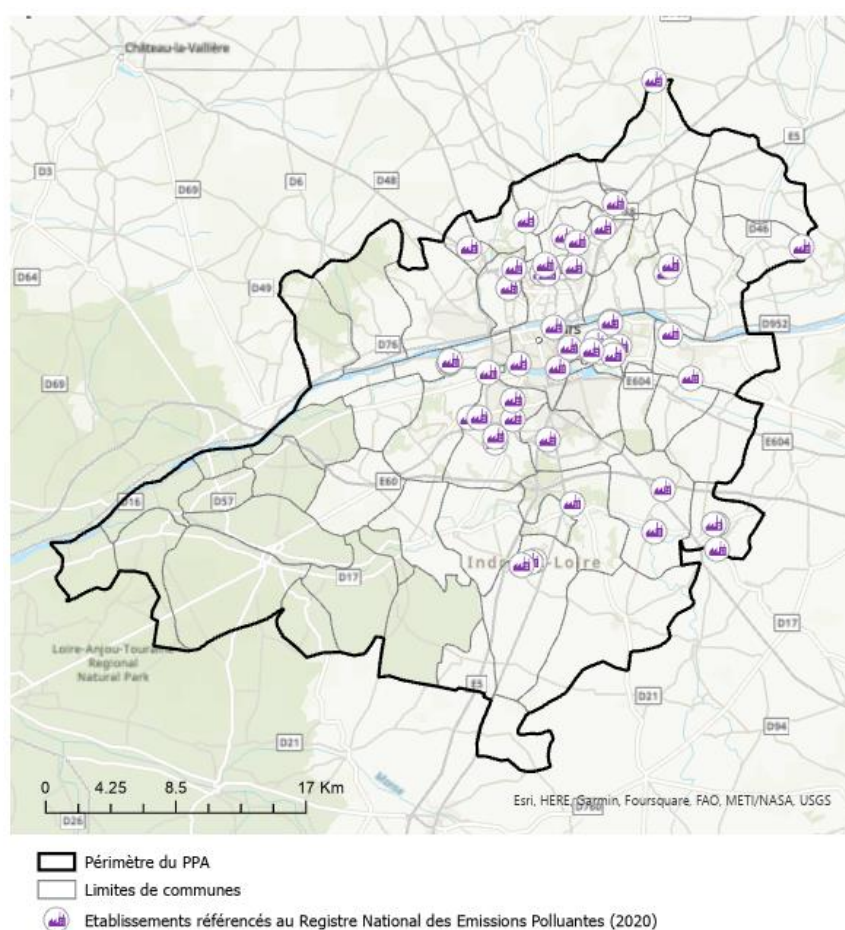 Château-la-Vallière
E5
D3
D6
D48
D69
D46
D64
D49
D952
D76
E604
D69
E604
E60
D16
D57
Indre-et-Loire
D17
D17
Loire-Anjou-Touraine
Regional
Natural Park
E5
D21
D94
D21
Manse
0 4.25 8.5 17 Km
Esri, HERE, Garmin, Foursquare, FAO, METI/NASA, USGS
D760
D26
Périmètre du PPA
Limites de communes
Etablissements référencés au Registre National des Emissions Polluantes (2020)